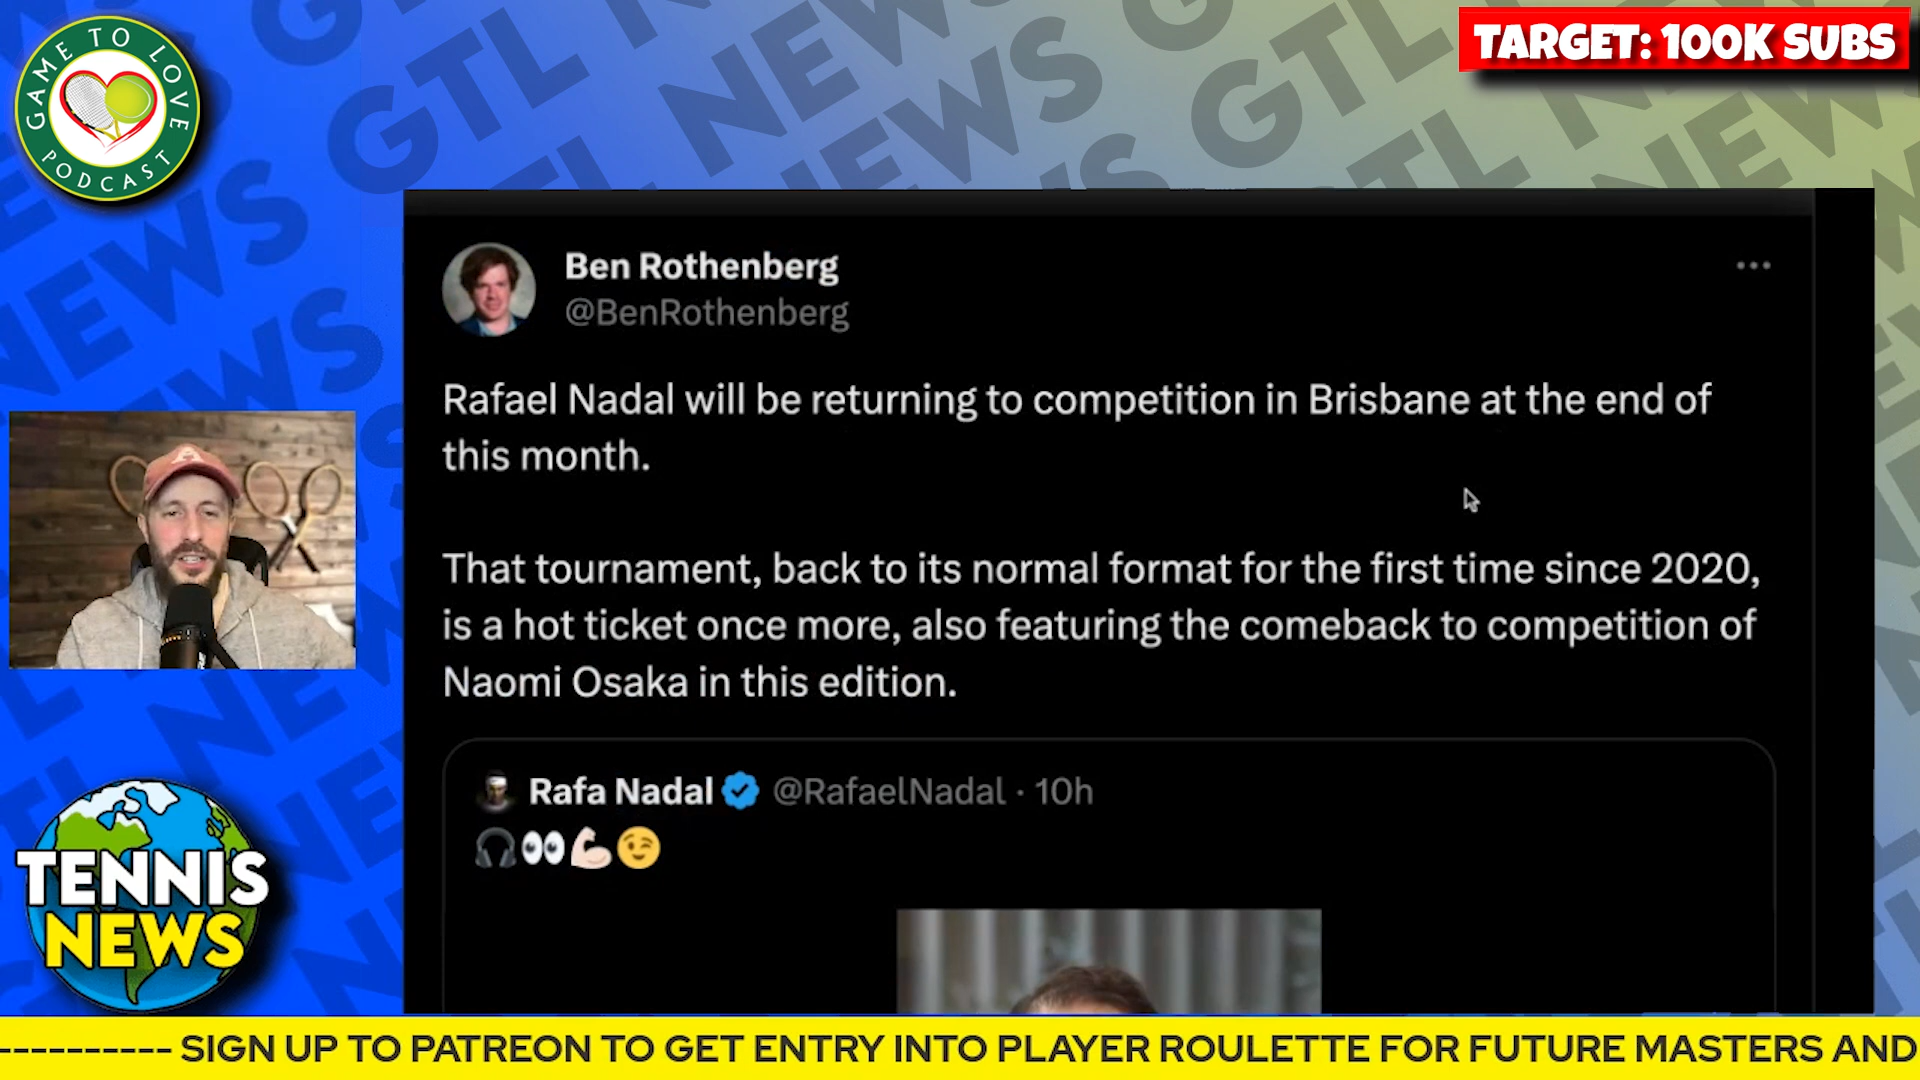 GAME TO LOVE
PODCAST
TARGET: 100K SUBS
GTL NEWS
Ben Rothenberg
@BenRothenberg
Rafael Nadal will be returning to competition in Brisbane at the end of
this month.
That tournament, back to its normal format for the first time since 2020,
is a hot ticket once more, also featuring the comeback to competition of
Naomi Osaka in this edition.
Rafa Nadal @RafaelNadal · 10h
🎧👀💪🏻😉
TENNIS
NEWS
---------- SIGN UP TO PATREON TO GET ENTRY INTO PLAYER ROULETTE FOR FUTURE MASTERS AND